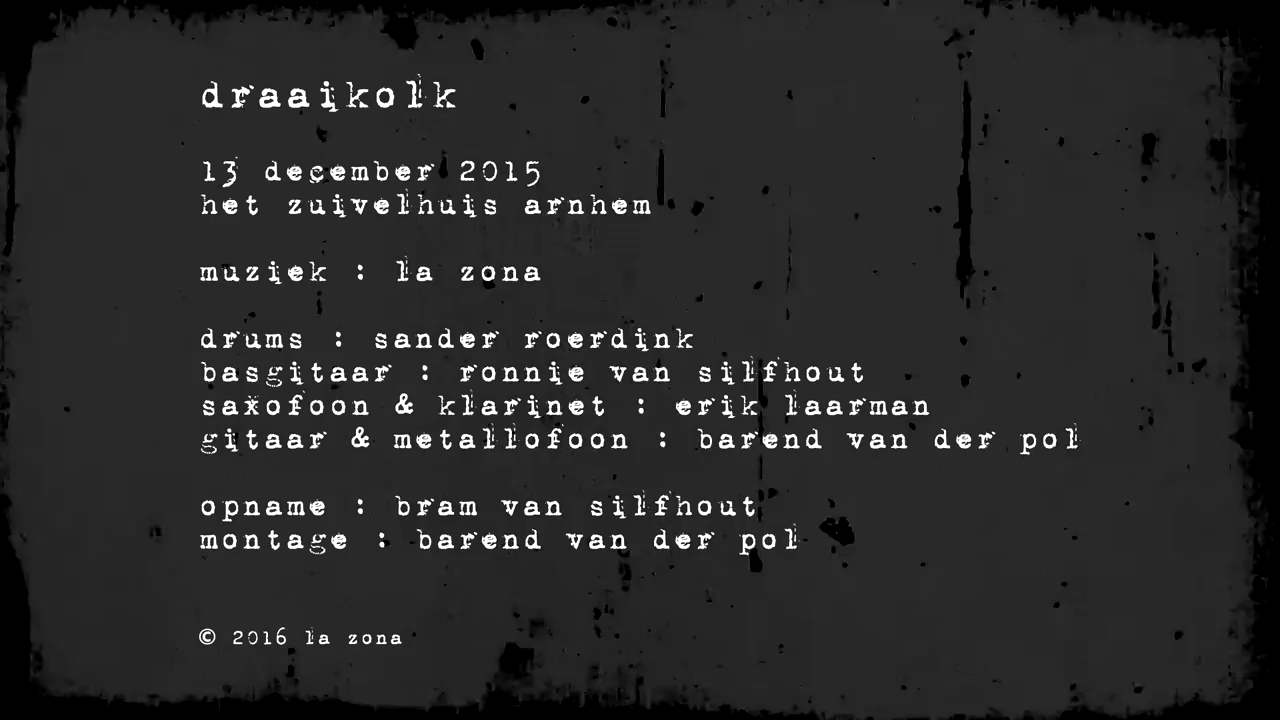 draaikolk
13 december 2015
het zuivelhuis arnhem
muziek : la zona
drums : sander roerdink
basgitaar : ronnie van silfhout
saxofoon & klarinet : erik laarman
gitaar & metallofoon : barend van der pol
opname : bram van silfhout
montage : barend van der pol
© 2016 la zona